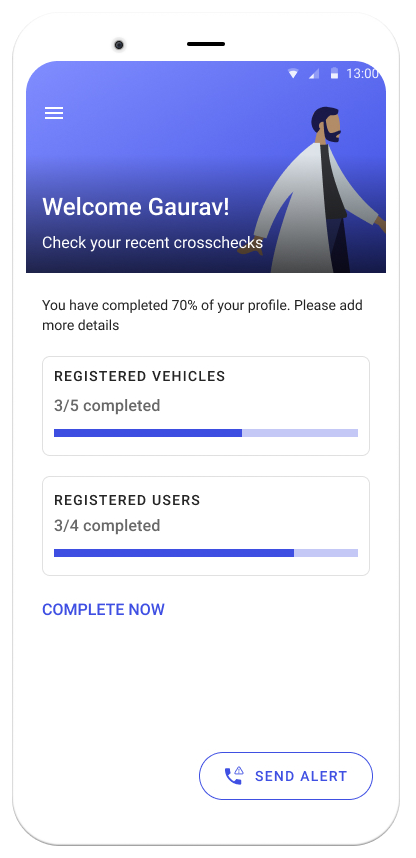 13:00
Welcome Gaurav!
Check your recent crosschecks
You have completed 70% of your profile. Please add
more details
REGISTERED VEHICLES
3/5 completed
REGISTERED USERS
3/4 completed
COMPLETE NOW
SEND ALERT